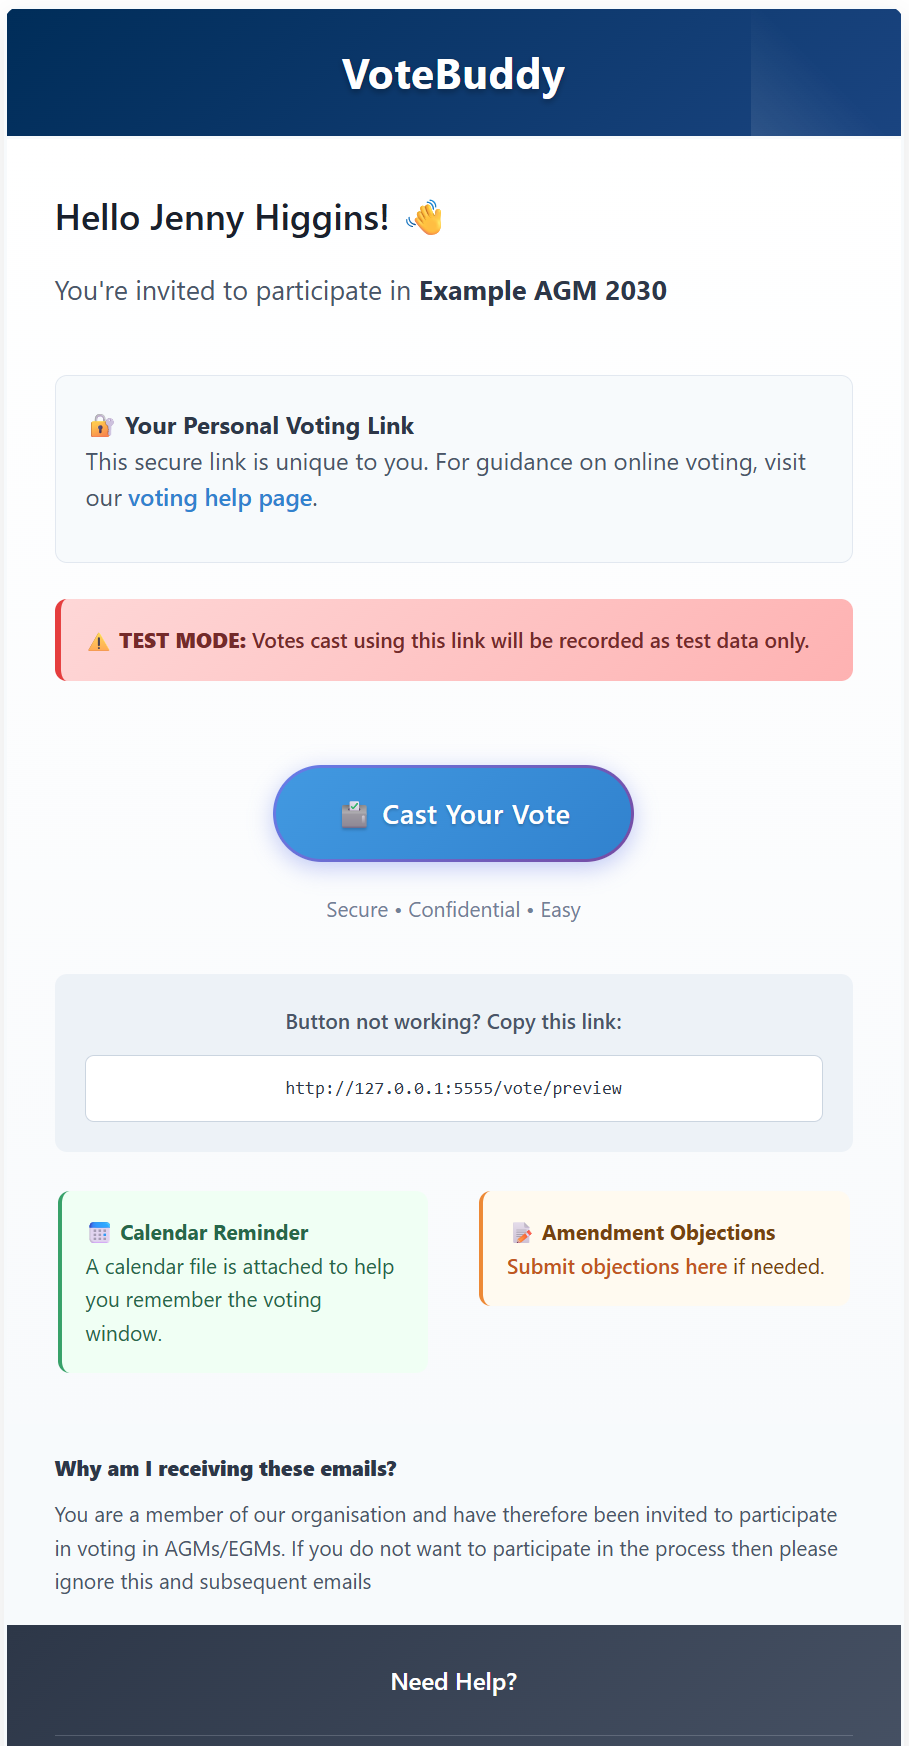 VoteBuddy
Hello Jenny Higgins! 👋
You're invited to participate in Example AGM 2030
🔐 Your Personal Voting Link
This secure link is unique to you. For guidance on online voting, visit
our voting help page.
⚠️ TEST MODE: Votes cast using this link will be recorded as test data only.
🗳️ Cast Your Vote
Secure • Confidential • Easy
Button not working? Copy this link:
http://127.0.0.1:5555/vote/preview
🗓️ Calendar Reminder
A calendar file is attached to help
you remember the voting
window.
📝 Amendment Objections
Submit objections here if needed.
Why am I receiving these emails?
You are a member of our organisation and have therefore been invited to participate
in voting in AGMs/EGMs. If you do not want to participate in the process then please
ignore this and subsequent emails
Need Help?